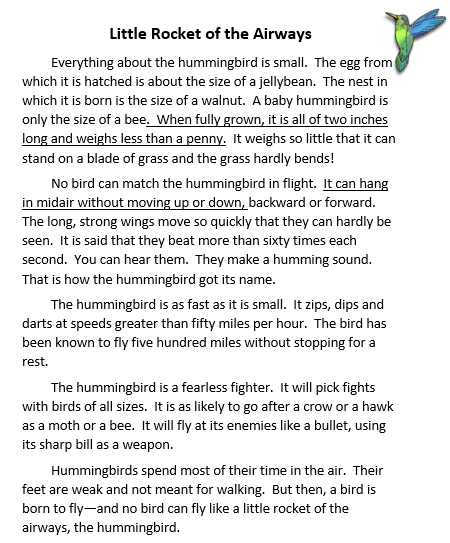 Little Rocket of the Airways
Everything about the hummingbird is small. The egg from
which it is hatched is about the size of a jellybean. The nest in
which it is born is the size of a walnut. A baby hummingbird is
only the size of a bee. When fully grown, it is all of two inches
long and weighs less than a penny. It weighs so little that it can
stand on a blade of grass and the grass hardly bends!
No bird can match the hummingbird in flight. It can hang
in midair without moving up or down, backward or forward.
The long, strong wings move so quickly that they can hardly be
seen. It is said that they beat more than sixty times each
second. You can hear them. They make a humming sound.
That is how the hummingbird got its name.
The hummingbird is as fast as it is small. It zips, dips and
darts at speeds greater than fifty miles per hour. The bird has
been known to fly five hundred miles without stopping for a
rest.
The hummingbird is a fearless fighter. It will pick fights
with birds of all sizes. It is as likely to go after a crow or a hawk
as a moth or a bee. It will fly at its enemies like a bullet, using
its sharp bill as a weapon.
Hummingbirds spend most of their time in the air. Their
feet are weak and not meant for walking. But then, a bird is
born to fly—and no bird can fly like a little rocket of the
airways, the hummingbird.